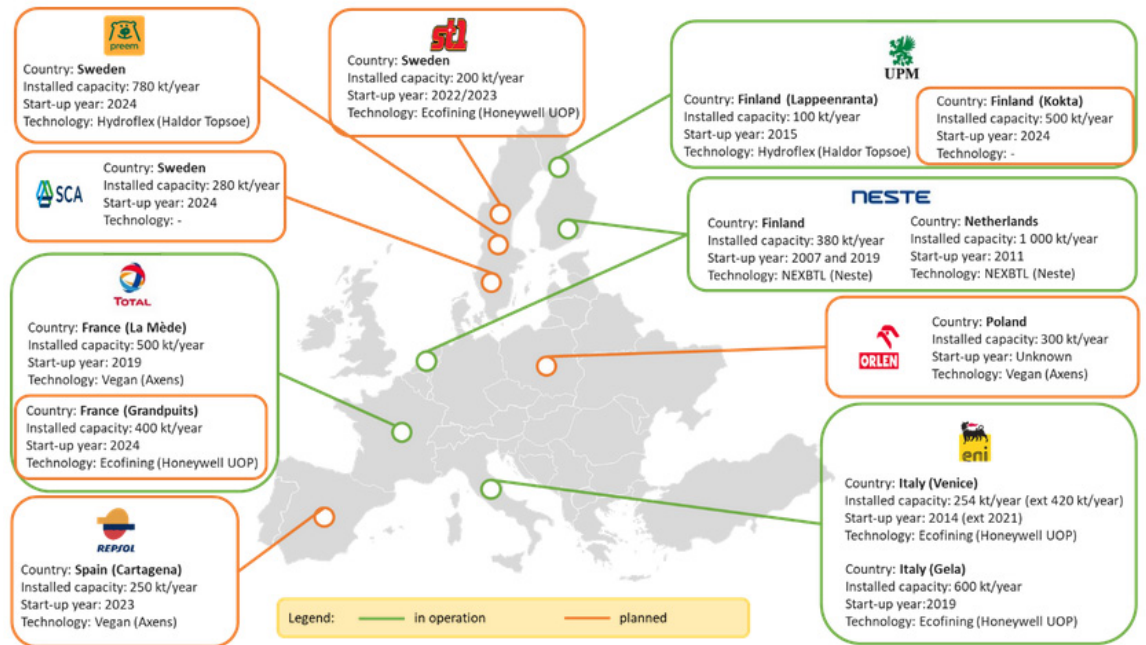 preem
Country: Sweden
Installed capacity: 780 kt/year
Start-up year: 2024
Technology: Hydroflex (Haldor Topsoe)
st1
Country: Sweden
Installed capacity: 200 kt/year
Start-up year: 2022/2023
Technology: Ecofining (Honeywell UOP)
UPM
Country: Finland (Lappeenranta)
Installed capacity: 100 kt/year
Start-up year: 2015
Technology: Hydroflex (Haldor Topsoe)
Country: Finland (Kokta)
Installed capacity: 500 kt/year
Start-up year: 2024
Technology: -
SCA
Country: Sweden
Installed capacity: 280 kt/year
Start-up year: 2024
Technology: -
NESTE
Country: Finland
Installed capacity: 380 kt/year
Start-up year: 2007 and 2019
Technology: NEXBTL (Neste)
Country: Netherlands
Installed capacity: 1 000 kt/year
Start-up year: 2011
Technology: NEXBTL (Neste)
TOTAL
Country: France (La Mède)
Installed capacity: 500 kt/year
Start-up year: 2019
Technology: Vegan (Axens)
Country: France (Grandpuits)
Installed capacity: 400 kt/year
Start-up year: 2024
Technology: Ecofining (Honeywell UOP)
ORLEN
Country: Poland
Installed capacity: 300 kt/year
Start-up year: Unknown
Technology: Vegan (Axens)
eni
Country: Italy (Venice)
Installed capacity: 254 kt/year (ext 420 kt/year)
Start-up year: 2014 (ext 2021)
Technology: Ecofining (Honeywell UOP)
Country: Italy (Gela)
Installed capacity: 600 kt/year
Start-up year:2019
Technology: Ecofining (Honeywell UOP)
REPSOL
Country: Spain (Cartagena)
Installed capacity: 250 kt/year
Start-up year: 2023
Technology: Vegan (Axens)
Legend: in operation planned